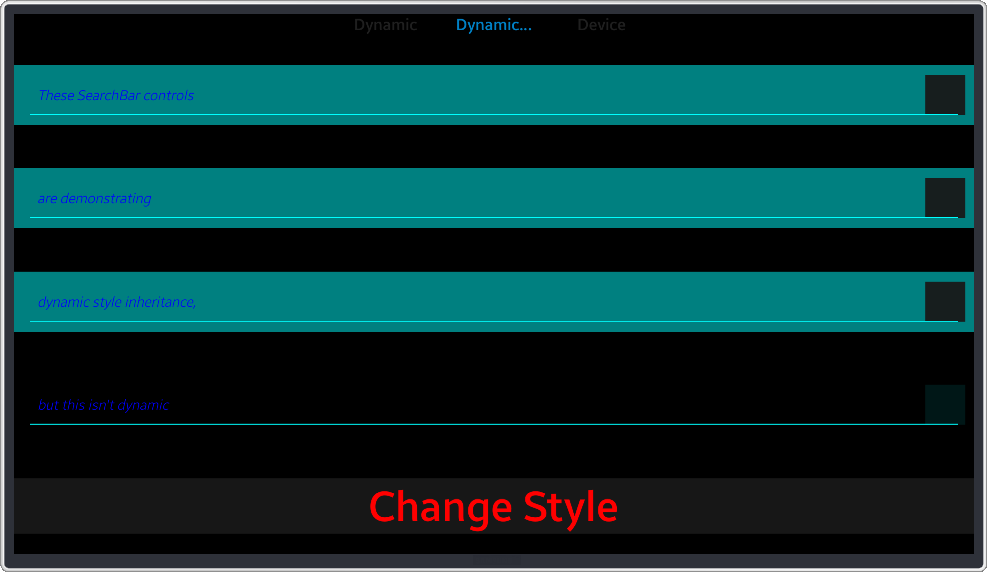 Dynamic Dynamic... Device
These SearchBar controls
are demonstrating
dynamic style inheritance,
but this isn't dynamic
Change Style